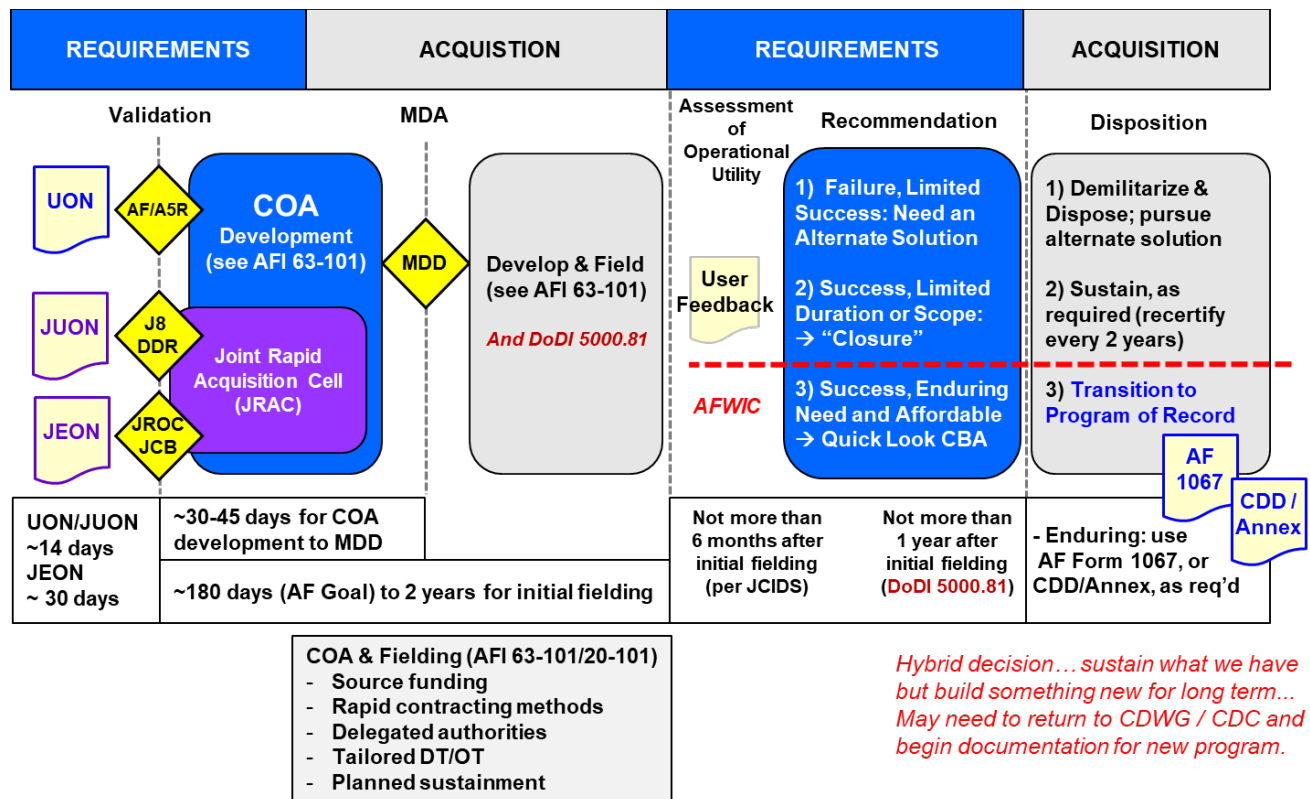 REQUIREMENTS
ACQUISTION
REQUIREMENTS
ACQUISITION
Validation
MDA
Assessment
of
Operational
Utility
Recommendation
Disposition
UON
AF/A5R
COA
Development
(see AFI 63-101)
MDD
Develop & Field
(see AFI 63-101)
And DoDI 5000.81
JUON
J8
DDR
Joint Rapid
Acquisition Cell
(JRAC)
JEON
JROC
JCB
User
Feedback
AFWIC
1) Failure, Limited
Success: Need an
Alternate Solution
2) Success, Limited
Duration or Scope:
→ “Closure”
3) Success, Enduring
Need and Affordable
→ Quick Look CBA
1) Demilitarize &
Dispose; pursue
alternate solution
2) Sustain, as
required (recertify
every 2 years)
3) Transition to
Program of Record
AF
1067
CDD /
Annex
UON/JUON
~14 days
JEON
~ 30 days
~30-45 days for COA
development to MDD
~180 days (AF Goal) to 2 years for initial fielding
Not more than
6 months after
initial fielding
(per JCIDS)
Not more than
1 year after
initial fielding
(DoDI 5000.81)
- Enduring: use
AF Form 1067, or
CDD/Annex, as req’d
COA & Fielding (AFI 63-101/20-101)
- Source funding
- Rapid contracting methods
- Delegated authorities
- Tailored DT/OT
- Planned sustainment
Hybrid decision… sustain what we have
but build something new for long term...
May need to return to CDWG / CDC and
begin documentation for new program.